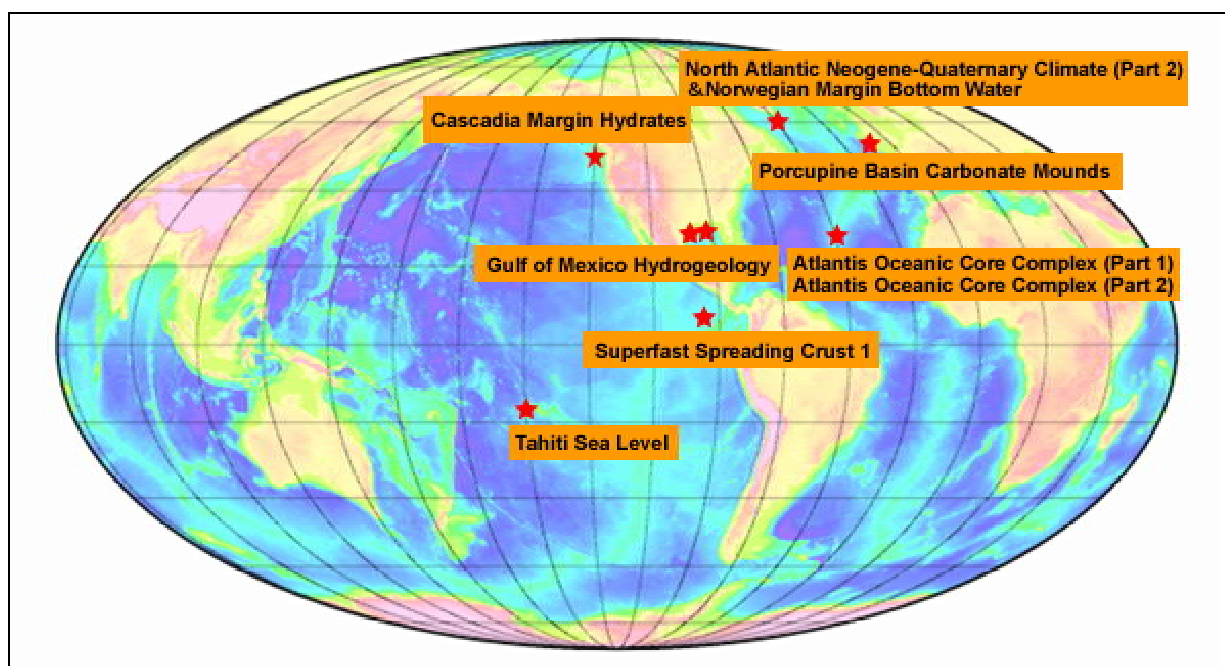 North Atlantic Neogene-Quaternary Climate (Part 2)
&Norwegian Margin Bottom Water
Cascadia Margin Hydrates
Porcupine Basin Carbonate Mounds
Gulf of Mexico Hydrogeology
Atlantis Oceanic Core Complex (Part 1)
Atlantis Oceanic Core Complex (Part 2)
Superfast Spreading Crust 1
Tahiti Sea Level